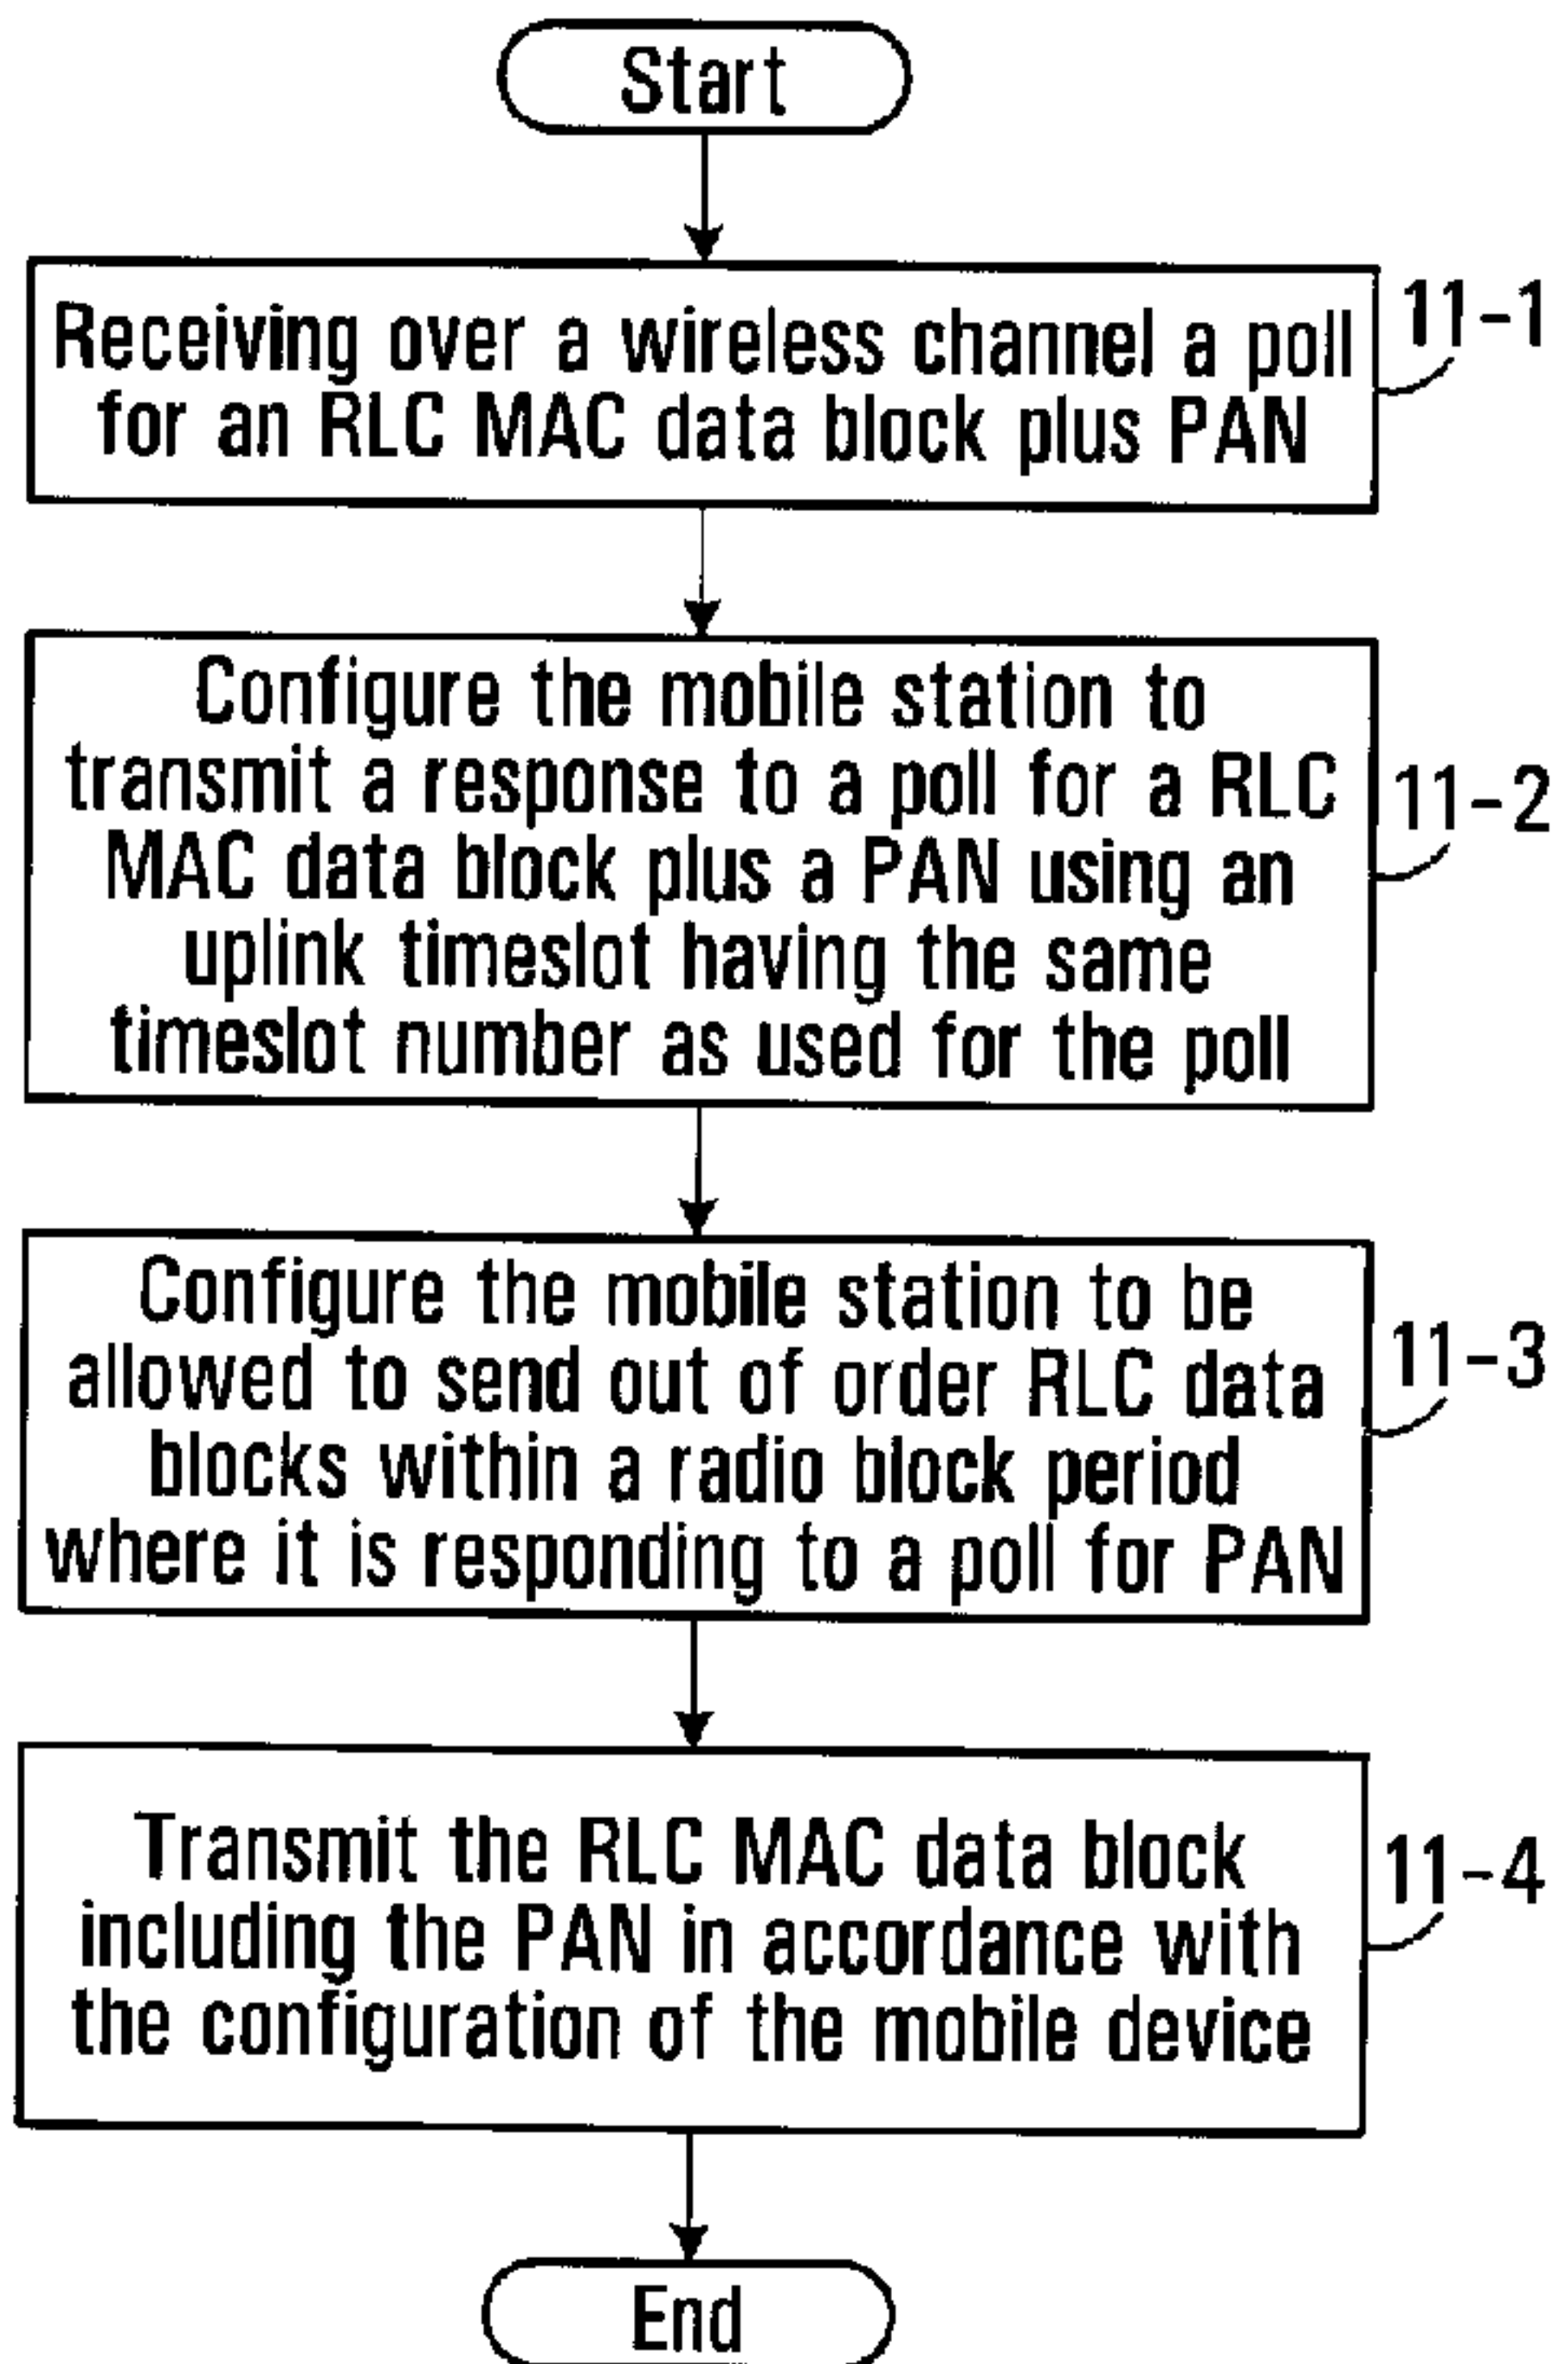 Start
Receiving over a wireless channel a poll
for an RLC MAC data block plus PAN
11-1
Configure the mobile station to
transmit a response to a poll for a RLC
MAC data block plus a PAN using an
uplink timeslot having the same
timeslot number as used for the poll
11-2
Configure the mobile station to be
allowed to send out of order RLC data
blocks within a radio block period
where it is responding to a poll for PAN
11-3
Transmit the RLC MAC data block
including the PAN in accordance with
the configuration of the mobile device
11-4
End